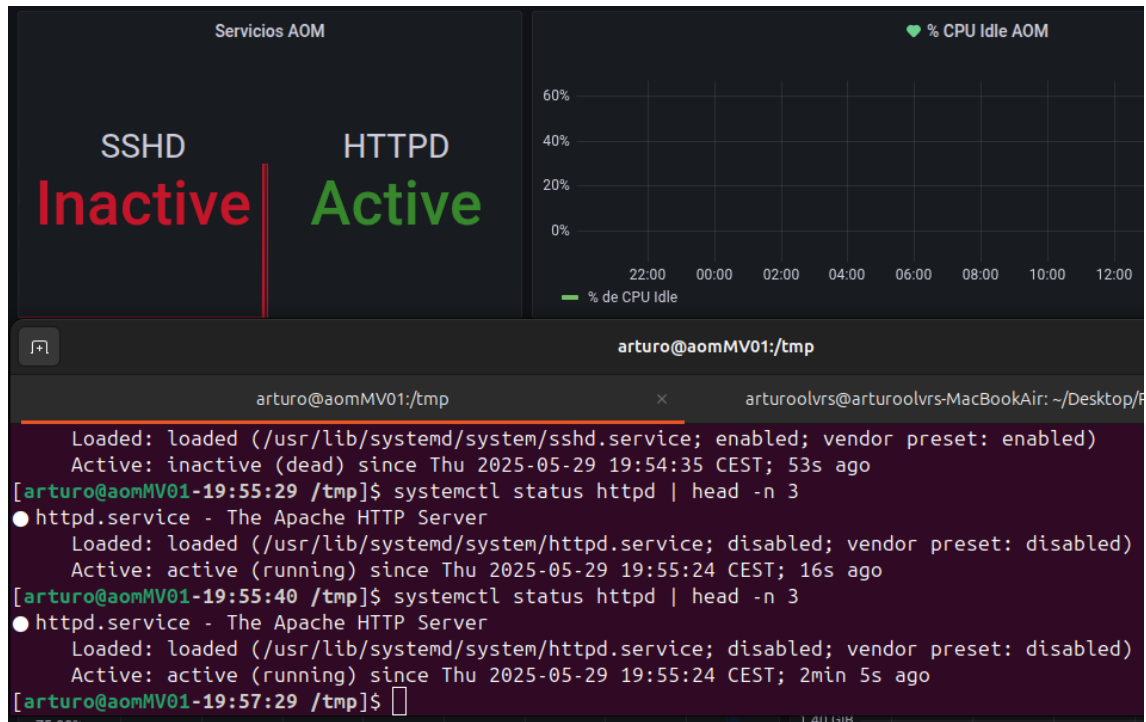 Servicios AOM
SSHD
Inactive
HTTPD
Active
% CPU Idle AOM
60%
40%
20%
0%
22:00 00:00 02:00 04:00 06:00 08:00 10:00 12:00
% de CPU Idle
arturo@aomMV01:/tmp
arturo@aomMV01:/tmp × arturoolvrs@arturoolvrs-MacBookAir: ~/Desktop/
Loaded: loaded (/usr/lib/systemd/system/sshd.service; enabled; vendor preset: enabled)
Active: inactive (dead) since Thu 2025-05-29 19:54:35 CEST; 53s ago
[arturo@aomMV01-19:55:29 /tmp]$ systemctl status httpd | head -n 3
● httpd.service - The Apache HTTP Server
Loaded: loaded (/usr/lib/systemd/system/httpd.service; disabled; vendor preset: disabled)
Active: active (running) since Thu 2025-05-29 19:55:24 CEST; 16s ago
[arturo@aomMV01-19:55:40 /tmp]$ systemctl status httpd | head -n 3
● httpd.service - The Apache HTTP Server
Loaded: loaded (/usr/lib/systemd/system/httpd.service; disabled; vendor preset: disabled)
Active: active (running) since Thu 2025-05-29 19:55:24 CEST; 2min 5s ago
[arturo@aomMV01-19:57:29 /tmp]$